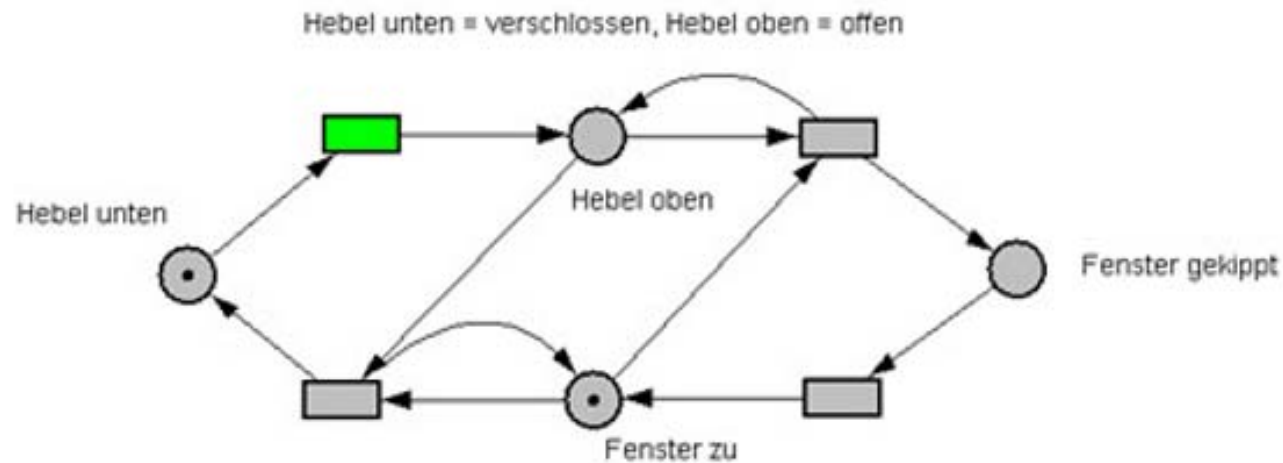 Hebel unten = verschlossen, Hebel oben = offen
Hebel oben
Hebel unten
Fenster gekippt
Fenster zu